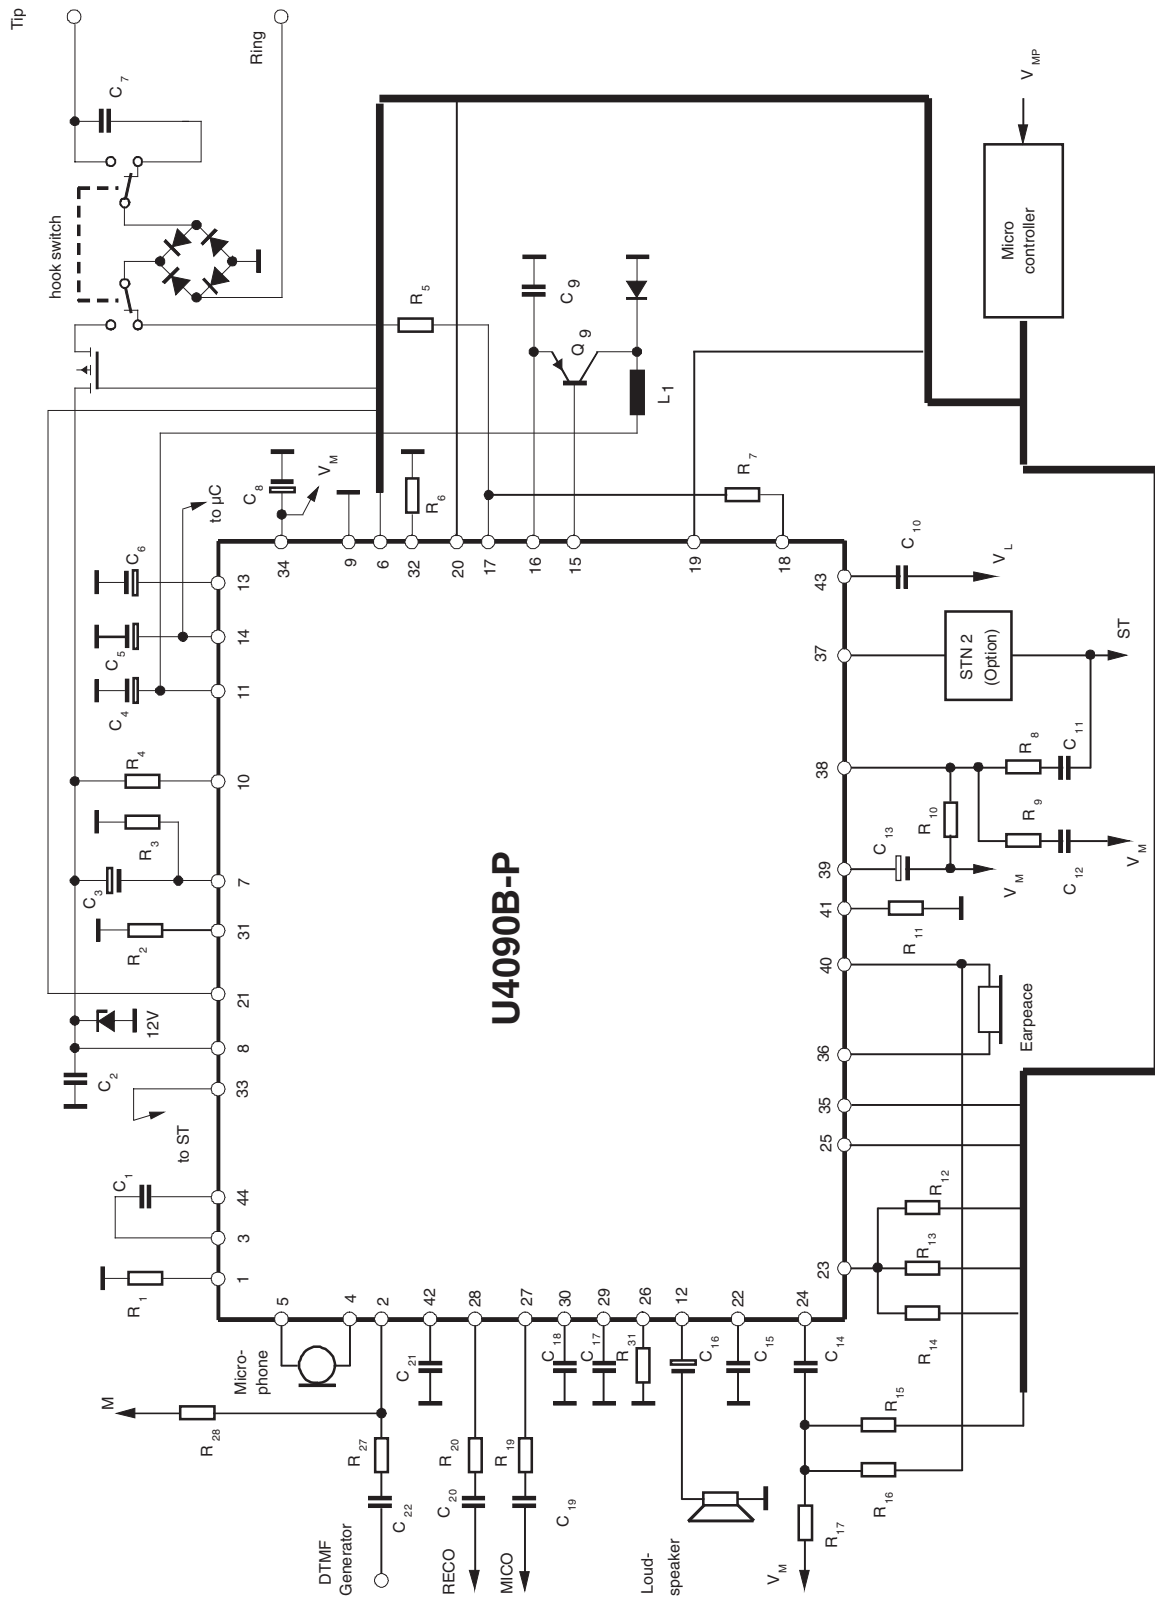 Tip
Ring
C7
hook switch
VMP
Micro
controller
R5
C9
Q9
L1
R7
R6
C8
VM
to µC
C6
C5
C4
R4
R3
C3
R2
12V
C2
to ST
C1
R1
34
9
6
32
20
17
16
15
19
18
13
14
11
10
7
31
21
8
33
44
3
1
U4090B-P
43
37
38
39
41
40
36
35
25
23
C10
VL
STN 2
(Option)
ST
R8
C11
R9
C12
VM
R10
C13
VM
R11
Earpeace
R12
R13
R14
5
4
2
42
28
27
30
29
26
12
22
24
Micro-
phone
M
R28
R27
C22
DTMF
Generator
C21
R20
C20
RECO
R19
C19
MICO
C18
C17
R31
C16
C15
C14
Loud-
speaker
R15
R16
R17
VM